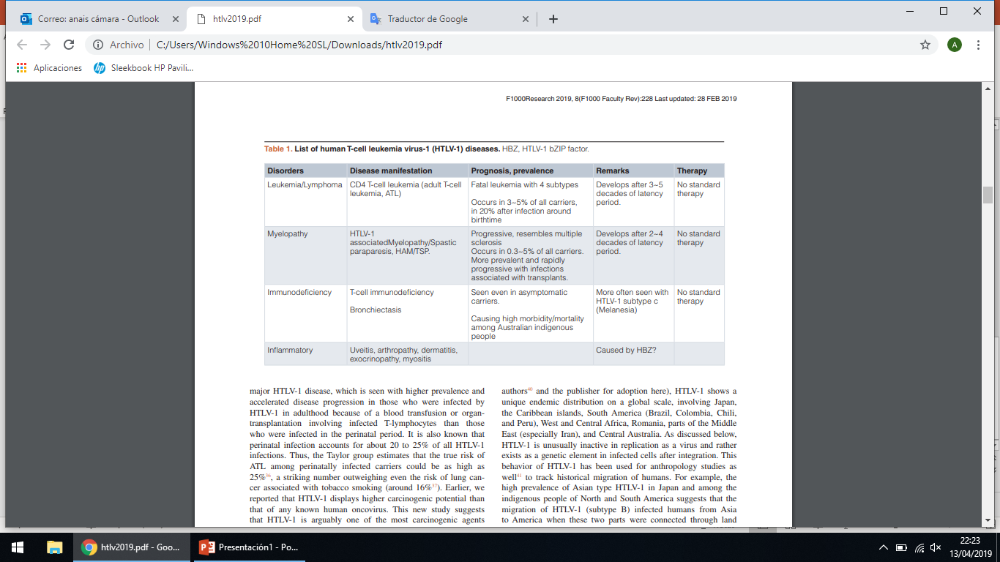 Correo: anais cámara - Outlook
htlv2019.pdf
Traductor de Google
Archivo
C:/Users/Windows%2010Home%20SL/Downloads/htlv2019.pdf
A
Aplicaciones
Sleekbook HP Pavili...
F1000Research 2019, 8(F1000 Faculty Rev):228 Last updated: 28 FEB 2019
Table 1. List of human T-cell leukemia virus-1 (HTLV-1) diseases. HBZ, HTLV-1 bZIP factor.
Disorders Disease manifestation Prognosis, prevalence Remarks Therapy
Leukemia/Lymphoma CD4 T-cell leukemia (adult T-cell Fatal leukemia with 4 subtypes Develops after 3~5 No standard
leukemia, ATL) decades of latency therapy
Occurs in 3~5% of all carriers, period.
in 20% after infection around
birthtime
Myelopathy HTLV-1 Progressive, resembles multiple Develops after 2~4 No standard
associatedMyelopathy/Spastic sclerosis decades of latency therapy
paraparesis, HAM/TSP. Occurs in 0.3~5% of all carriers. period.
More prevalent and rapidly
progressive with infections
associated with transplants.
Immunodeficiency T-cell immunodeficiency Seen even in asymptomatic More often seen with No standard
carriers. HTLV-1 subtype c therapy
Bronchiectasis (Melanesia)
Causing high morbidity/mortality
among Australian indigenous
people
Inflammatory Uveitis, arthropathy, dermatitis, Caused by HBZ?
exocrinopathy, myositis
major HTLV-1 disease, which is seen with higher prevalence and
accelerated disease progression in those who were infected by
HTLV-1 in adulthood because of a blood transfusion or organ-
transplantation involving infected T-lymphocytes than those
who were infected in the perinatal period. It is also known that
perinatal infection accounts for about 20 to 25% of all HTLV-1
infections. Thus, the Taylor group estimates that the true risk of
ATL among perinatally infected carriers could be as high as
25%36, a striking number outweighing even the risk of lung can-
cer associated with tobacco smoking (around 16%37). Earlier, we
reported that HTLV-1 displays higher carcinogenic potential than
that of any known human oncovirus. This new study suggests
that HTLV-1 is arguably one of the most carcinogenic agents
authors40 and the publisher for adoption here), HTLV-1 shows a
unique endemic distribution on a global scale, involving Japan,
the Caribbean islands, South America (Brazil, Colombia, Chili,
and Peru), West and Central Africa, Romania, parts of the Middle
East (especially Iran), and Central Australia. As discussed below,
HTLV-1 is unusually inactive in replication as a virus and rather
exists as a genetic element in infected cells after integration. This
behavior of HTLV-1 has been used for anthropology studies as
well41 to track historical migration of humans. For example, the
high prevalence of Asian type HTLV-1 in Japan and among the
indigenous people of North and South America suggests that the
migration of HTLV-1 (subtype B) infected humans from Asia
to America when these two parts were connected through land
htlv2019.pdf - Goo...
Presentación1 - Po...
22:23
13/04/2019